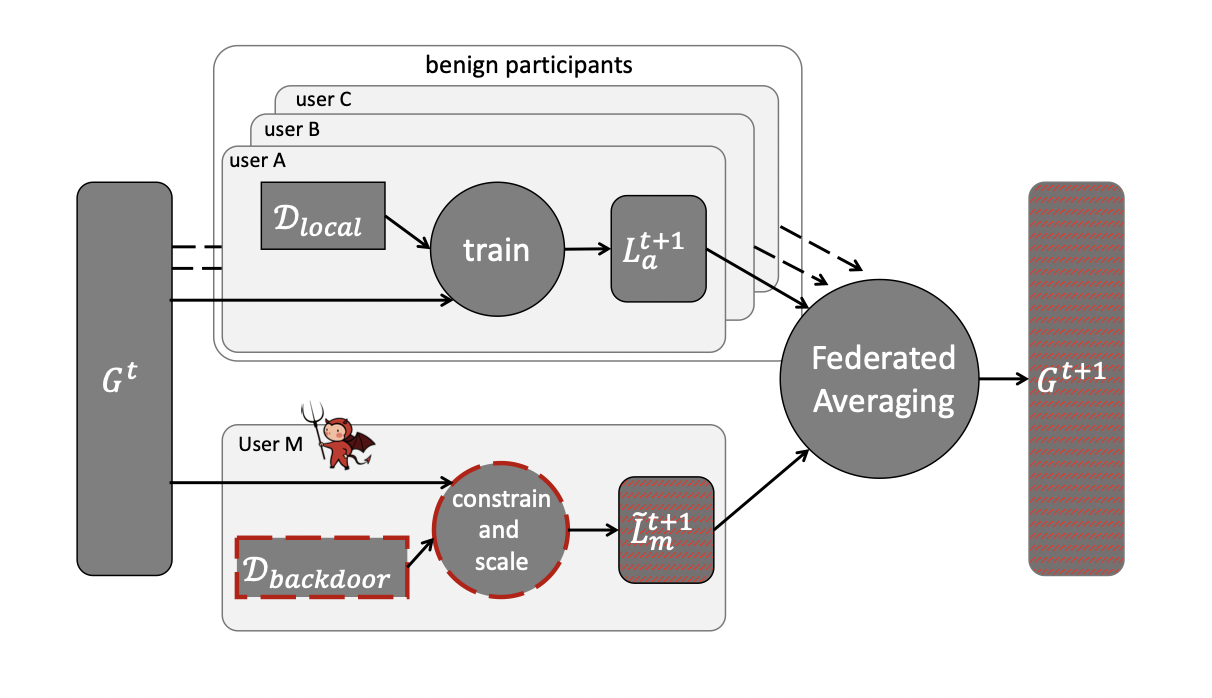 benign participants
user C
user B
user A
𝒟_local
train
L_a^{t+1}
G^t
Federated
Averaging
G^{t+1}
User M
constrain
and
scale
L̃_m^{t+1}
𝒟_backdoor